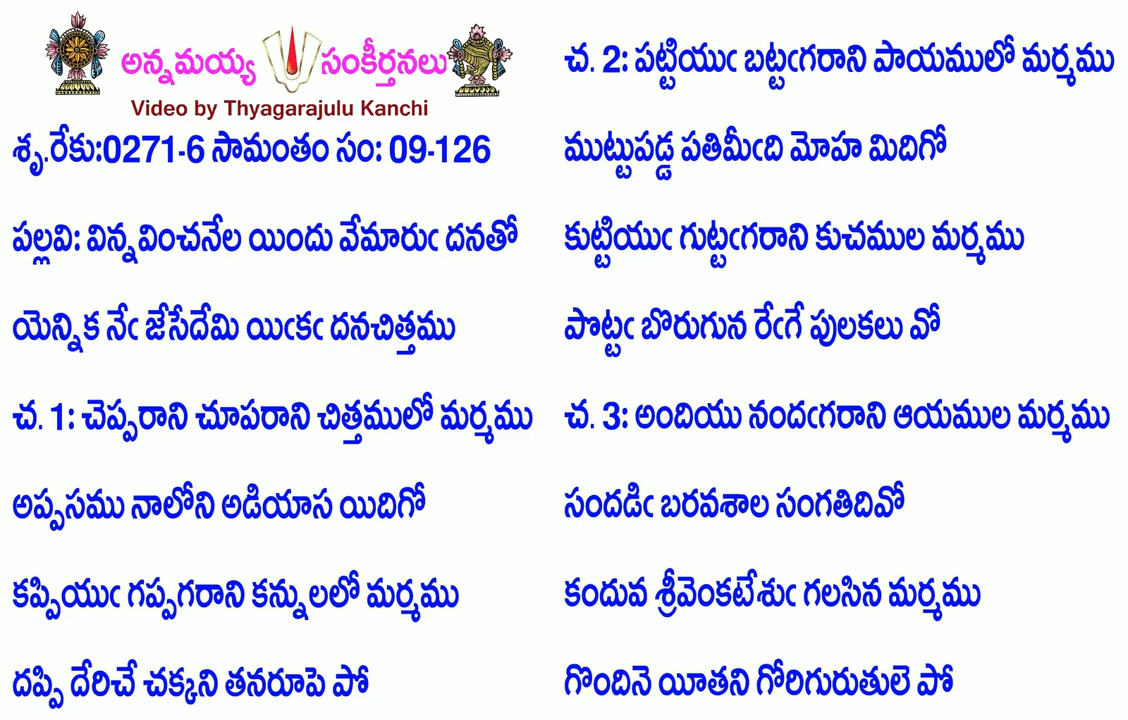 అన్నమయ్య సంకీర్తనలు
Video by Thyagarajulu Kanchi
శృ.రేకు:0271-6 సామంతం సం: 09-126
పల్లవి: విన్నవించనేల యిందు వేమారుఁ దనతో
యెన్నిక నేఁ జేసేదేమి యిఁకఁ దనచిత్తము
చ. 1: చెప్పరాని చూపరాని చిత్తములో మర్మము
అప్పసము నాలోని అడియాస యిదిగో
కప్పియుఁ గప్పగరాని కన్నులలో మర్మము
దప్పి దేరిచే చక్కని తనరూపె పో
చ. 2: పట్టియుఁ బట్టఁగరాని పాయములో మర్మము
ముట్టుపడ్డ పతిమీఁది మోహ మిదిగో
కుట్టియుఁ గుట్టఁగరాని కుచముల మర్మము
పొట్టఁ బొరుగున రేఁగే పులకలు వో
చ. 3: అందియు నందఁగరాని ఆయముల మర్మము
సందడిఁ బరవశాల సంగతిదివో
కందువ శ్రీవెంకటేశుఁ గలసిన మర్మము
గొందినె యీతని గోరిగురుతులె పో